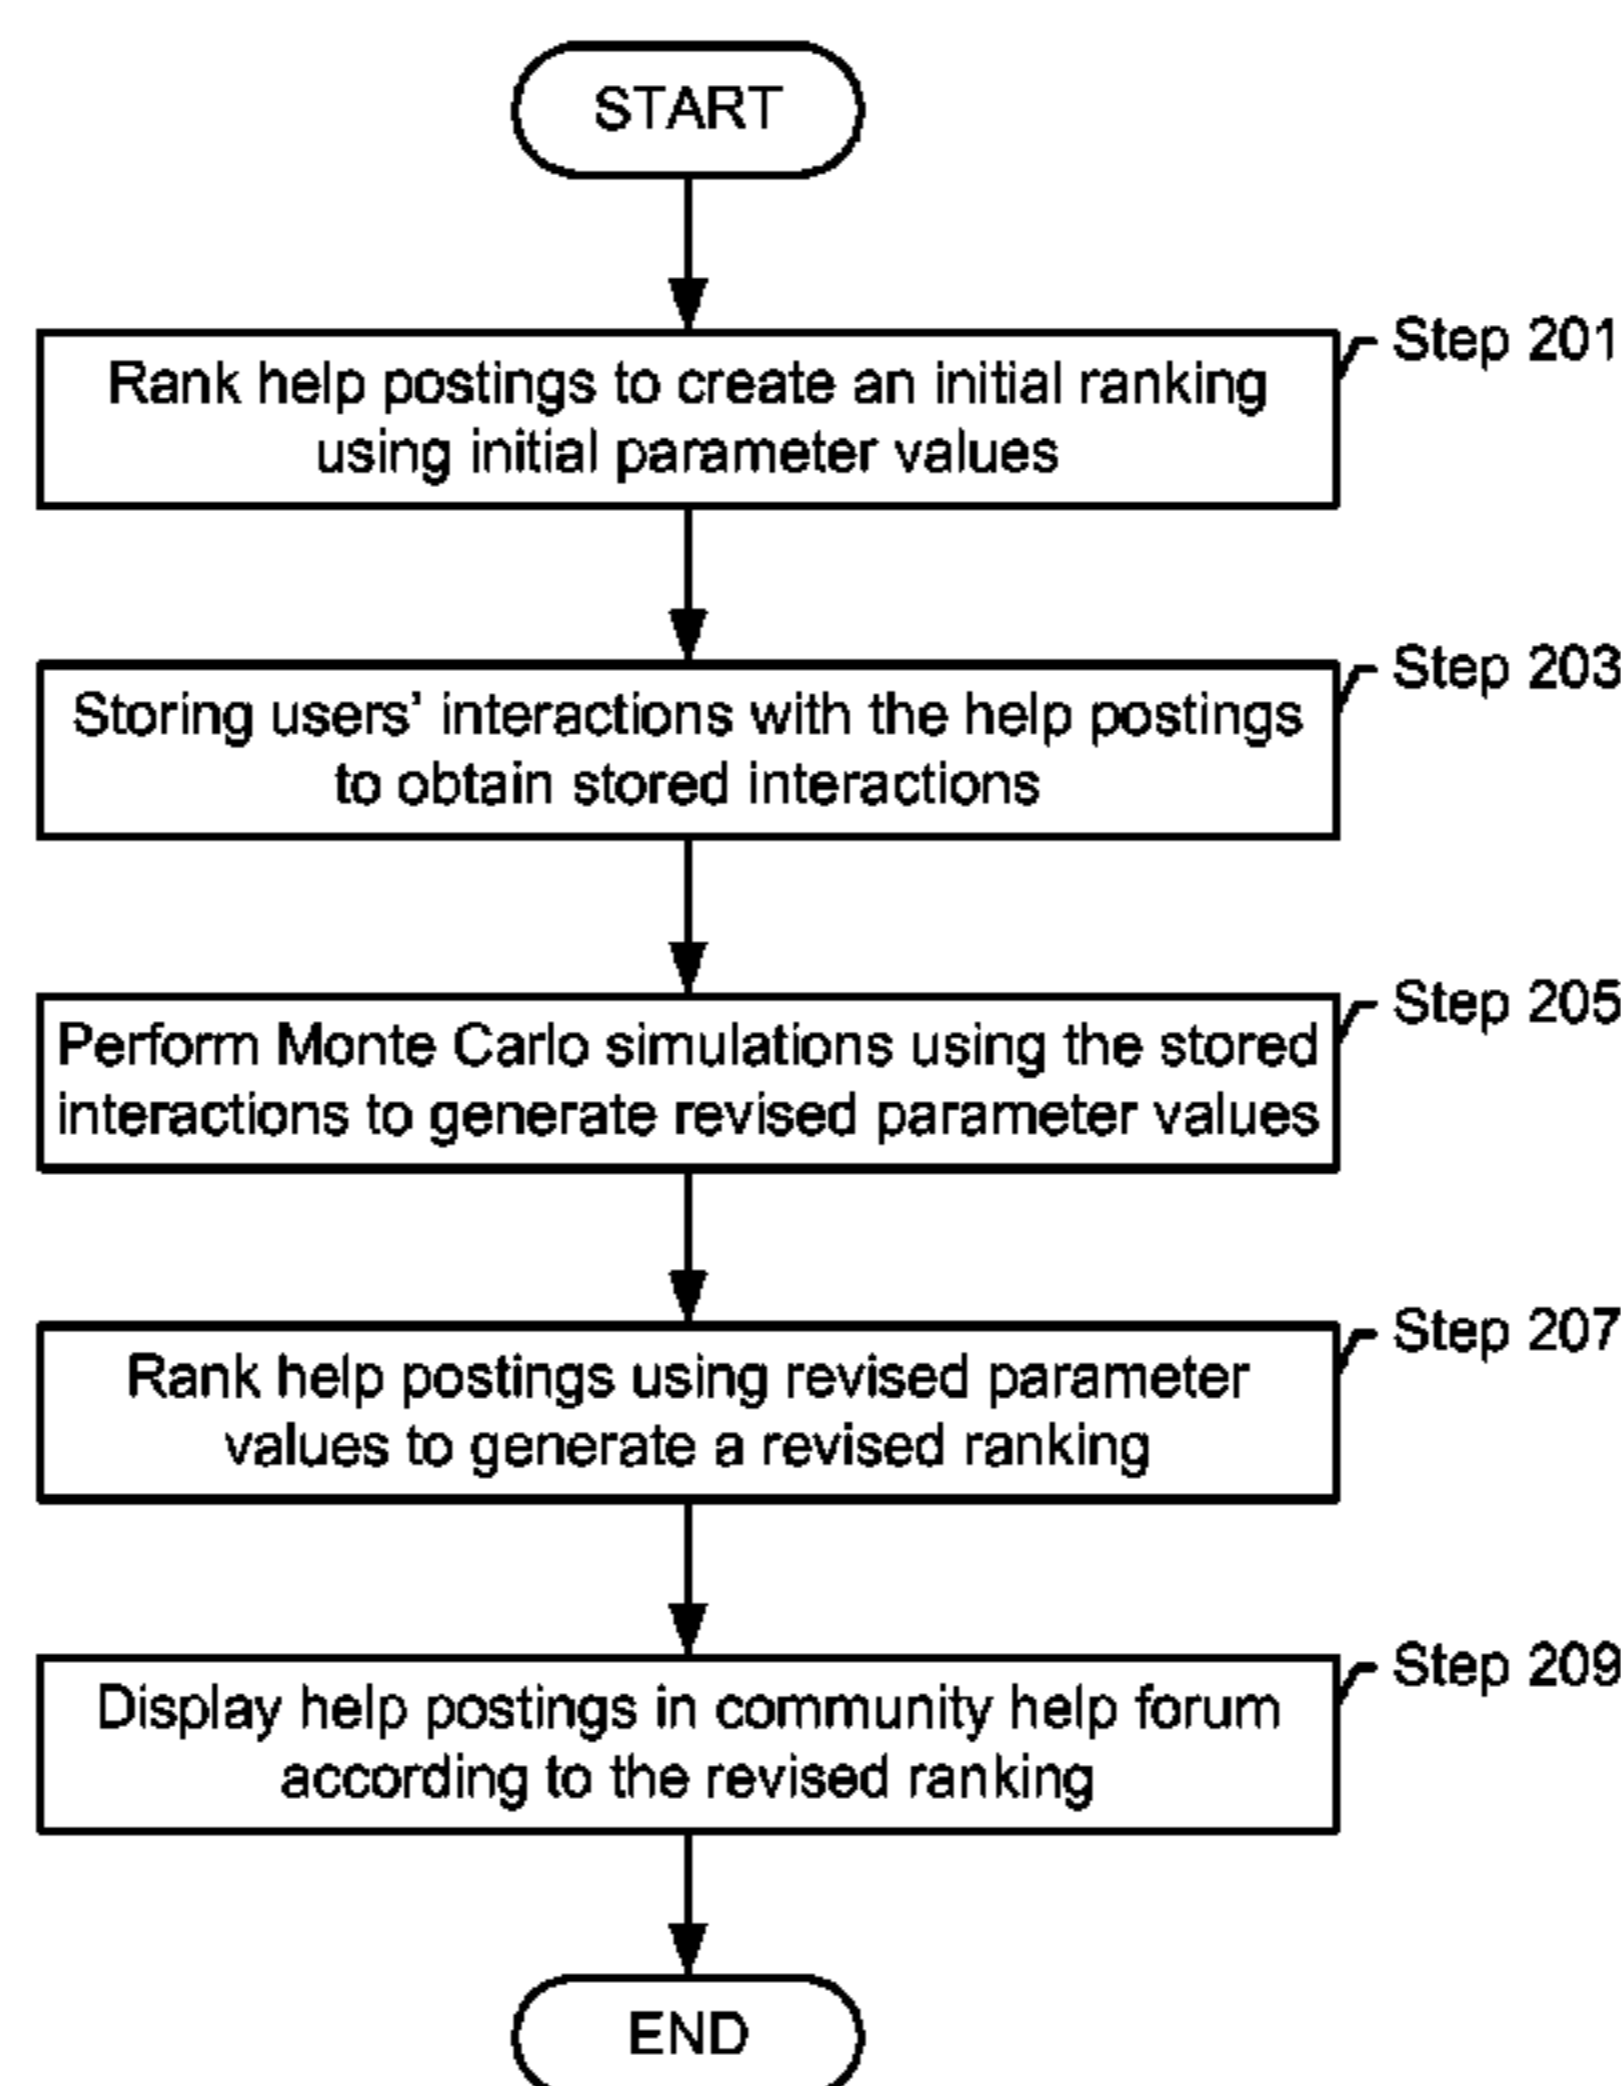 START
Step 201
Rank help postings to create an initial ranking
using initial parameter values
Step 203
Storing users’ interactions with the help postings
to obtain stored interactions
Step 205
Perform Monte Carlo simulations using the stored
interactions to generate revised parameter values
Step 207
Rank help postings using revised parameter
values to generate a revised ranking
Step 209
Display help postings in community help forum
according to the revised ranking
END